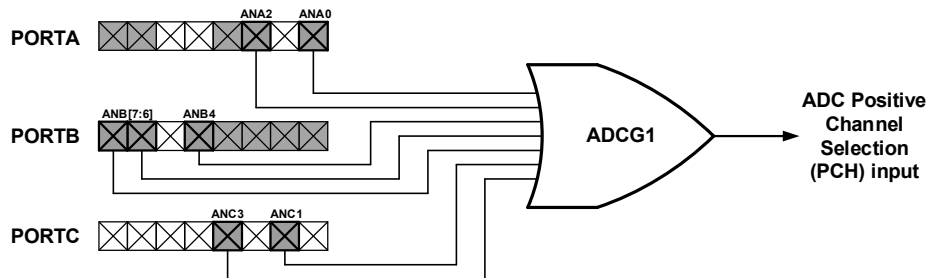 ANA2 ANA0
PORTA
ANB[7:6] ANB4
PORTB
ANC3 ANC1
PORTC
ADCG1
ADC Positive
Channel
Selection
(PCH) input